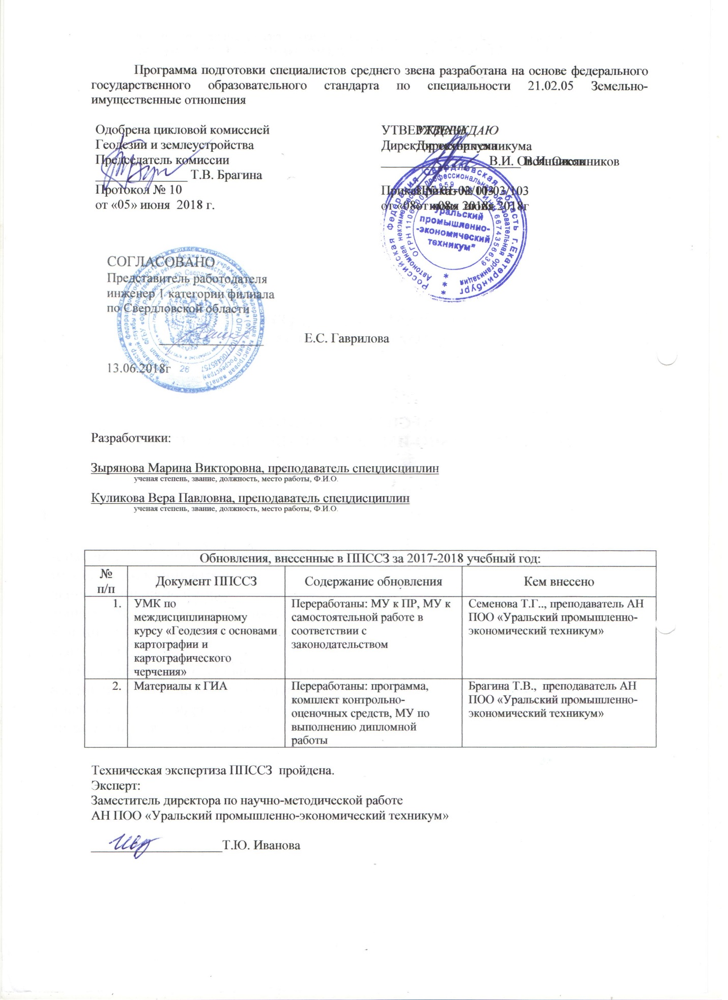 Программа подготовки специалистов среднего звена разработана на основе федерального
государственного образовательного стандарта по специальности 21.02.05 Земельно-
имущественные отношения
Одобрена цикловой комиссией
Геодезии и землеустройства
Председатель комиссии
______________ Т.В. Брагина
Протокол № 10
от «05» июня 2018 г.
УТВЕРЖДАЮ
Директор техникума
В.И. Овсянников
Приказ № 01-03/103
от «08» июня 2018г
Российская Федерация Свердловская область г.Екатеринбург
Автономная некоммерческая профессиональная образовательная организация
ИНН 6674356639
Уральский
промышленно-
-экономический
техникум"
СОГЛАСОВАНО
Представитель работодателя
инженер 1 категории филиала
по Свердловской области
Е.С. Гаврилова
13.06.2018г
26
Разработчики:
Зырянова Марина Викторовна, преподаватель спецдисциплин
ученая степень, звание, должность, место работы, Ф.И.О.
Куликова Вера Павловна, преподаватель спецдисциплин
ученая степень, звание, должность, место работы, Ф.И.О.
Обновления, внесенные в ППССЗ за 2017-2018 учебный год:
№
п/п
Документ ППССЗ
Содержание обновления
Кем внесено
1.
УМК по
междисциплинарному
курсу «Геодезия с основами
картографии и
картографического
черчения»
Переработаны: МУ к ПР, МУ к
самостоятельной работе в
соответствии с
законодательством
Семенова Т.Г.., преподаватель АН
ПОО «Уральский промышленно-
экономический техникум»
2.
Материалы к ГИА
Переработаны: программа,
комплект контрольно-
оценочных средств, МУ по
выполнению дипломной
работы
Брагина Т.В., преподаватель АН
ПОО «Уральский промышленно-
экономический техникум»
Техническая экспертиза ППССЗ пройдена.
Эксперт:
Заместитель директора по научно-методической работе
АН ПОО «Уральский промышленно-экономический техникум»
____________________Т.Ю. Иванова